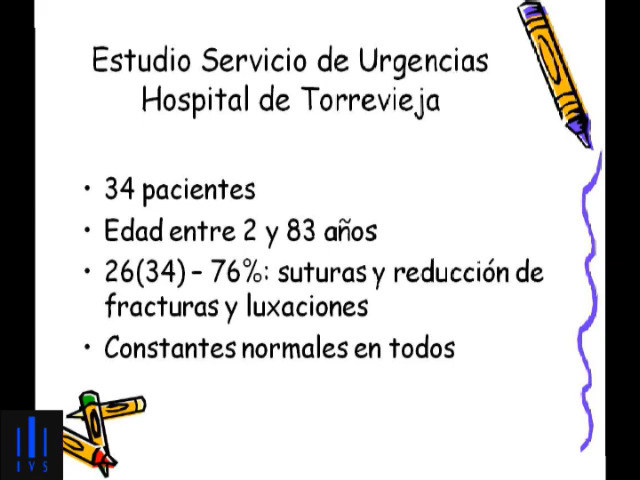 Estudio Servicio de Urgencias
Hospital de Torrevieja
• 34 pacientes
• Edad entre 2 y 83 años
• 26(34) – 76%: suturas y reducción de
fracturas y luxaciones
• Constantes normales en todos
IVS